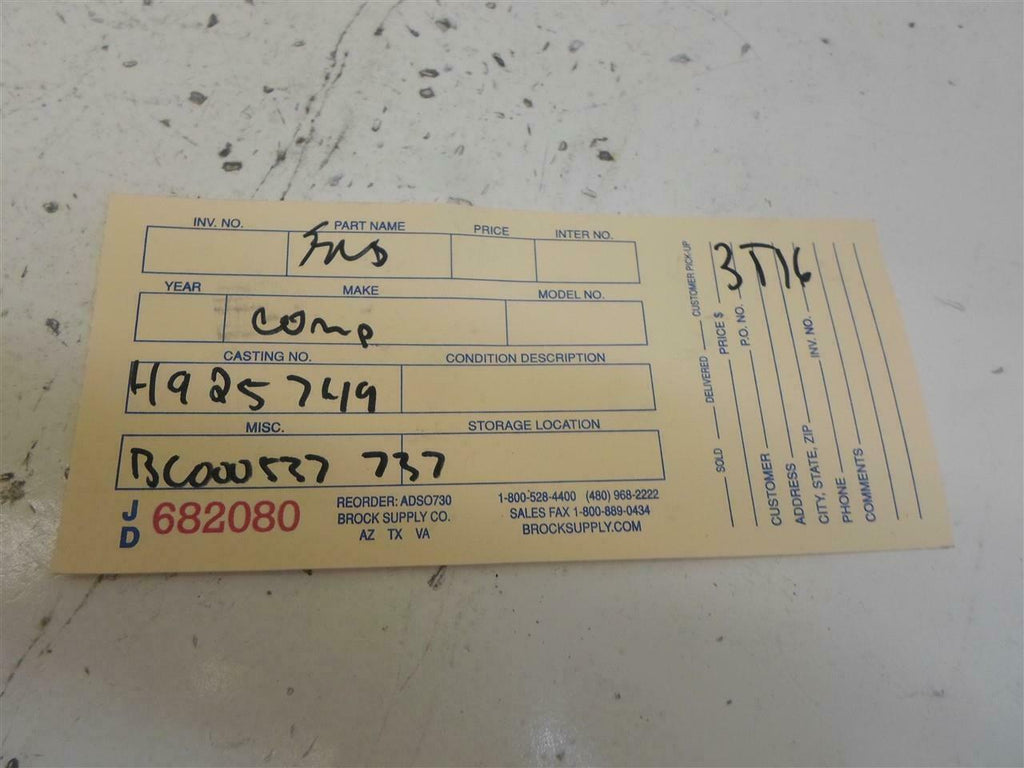 INV. NO. PART NAME PRICE INTER NO.
YEAR MAKE MODEL NO.
comp
CASTING NO. CONDITION DESCRIPTION
H9257749
MISC. STORAGE LOCATION
BC000537 737
JD 682080
REORDER: ADSO730
BROCK SUPPLY CO.
AZ TX VA
1-800-528-4400 (480) 968-2222
SALES FAX 1-800-889-0434
BROCKSUPPLY.COM
SOLD DELIVERED CUSTOMER PICK-UP
3T16
PRICE $
P.O. NO.
CUSTOMER
ADDRESS INV. NO.
CITY, STATE, ZIP
PHONE
COMMENTS